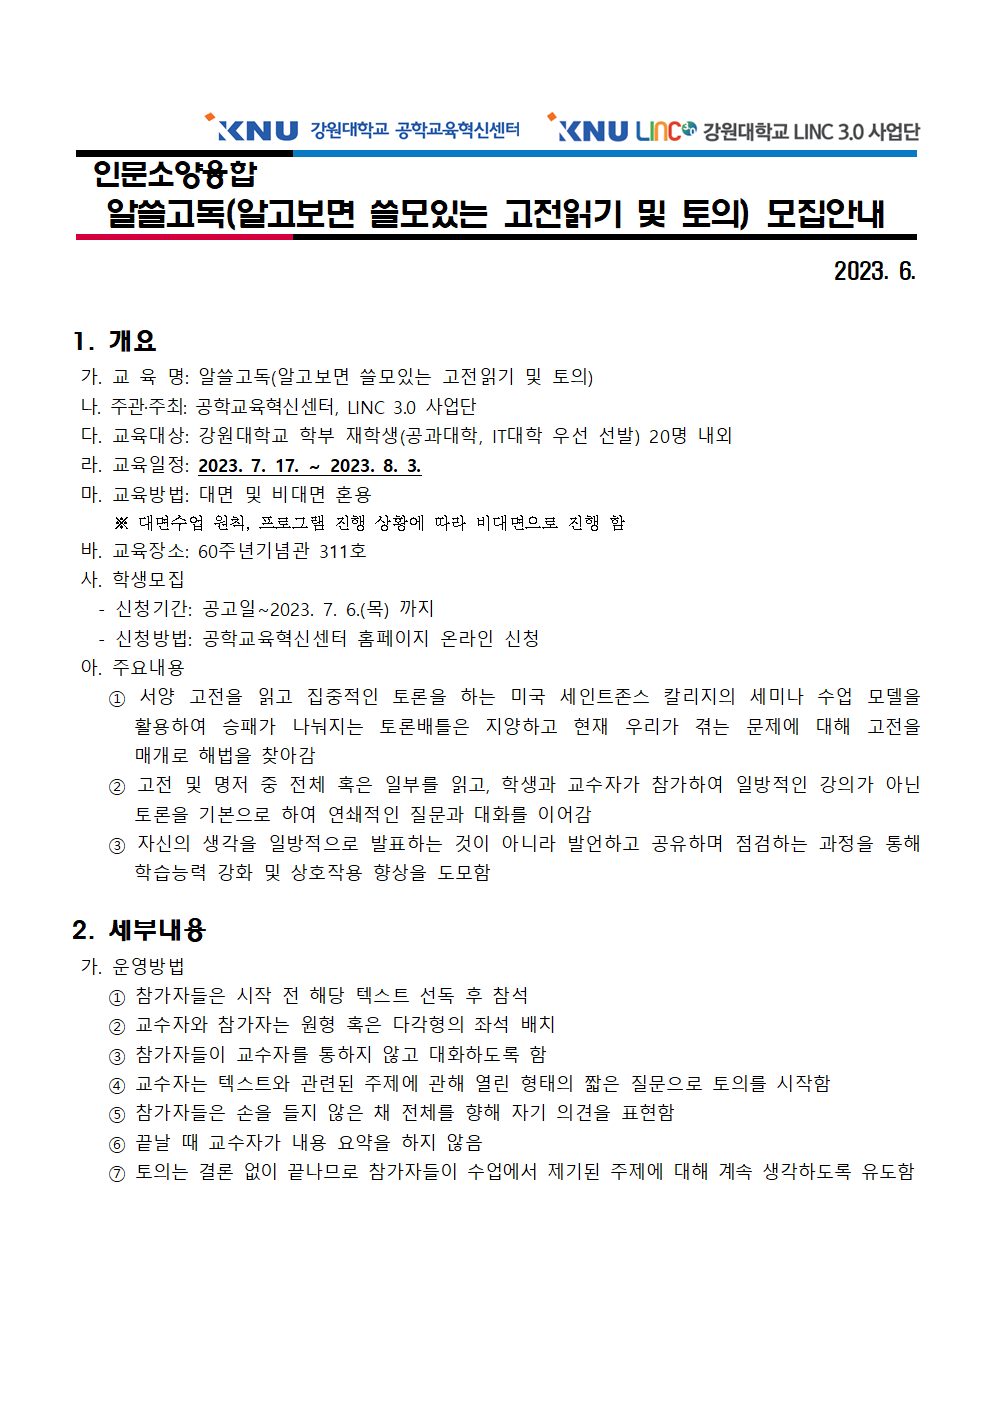 KNU 강원대학교 공학교육혁신센터 KNU LINC 3.0 강원대학교 LINC 3.0 사업단
인문소양융합
알쓸고독(알고보면 쓸모있는 고전읽기 및 토의) 모집안내
2023. 6.
1. 개요
가. 교 육 명: 알쓸고독(알고보면 쓸모있는 고전읽기 및 토의)
나. 주관·주최: 공학교육혁신센터, LINC 3.0 사업단
다. 교육대상: 강원대학교 학부 재학생(공과대학, IT대학 우선 선발) 20명 내외
라. 교육일정: 2023. 7. 17. ~ 2023. 8. 3.
마. 교육방법: 대면 및 비대면 혼용
※ 대면수업 원칙, 프로그램 진행 상황에 따라 비대면으로 진행 함
바. 교육장소: 60주년기념관 311호
사. 학생모집
- 신청기간: 공고일~2023. 7. 6.(목) 까지
- 신청방법: 공학교육혁신센터 홈페이지 온라인 신청
아. 주요내용
① 서양 고전을 읽고 집중적인 토론을 하는 미국 세인트존스 칼리지의 세미나 수업 모델을
활용하여 승패가 나눠지는 토론배틀은 지양하고 현재 우리가 겪는 문제에 대해 고전을
매개로 해법을 찾아감
② 고전 및 명저 중 전체 혹은 일부를 읽고, 학생과 교수자가 참가하여 일방적인 강의가 아닌
토론을 기본으로 하여 연쇄적인 질문과 대화를 이어감
③ 자신의 생각을 일방적으로 발표하는 것이 아니라 발언하고 공유하며 점검하는 과정을 통해
학습능력 강화 및 상호작용 향상을 도모함
2. 세부내용
가. 운영방법
① 참가자들은 시작 전 해당 텍스트 선독 후 참석
② 교수자와 참가자는 원형 혹은 다각형의 좌석 배치
③ 참가자들이 교수자를 통하지 않고 대화하도록 함
④ 교수자는 텍스트와 관련된 주제에 관해 열린 형태의 짧은 질문으로 토의를 시작함
⑤ 참가자들은 손을 들지 않은 채 전체를 향해 자기 의견을 표현함
⑥ 끝날 때 교수자가 내용 요약을 하지 않음
⑦ 토의는 결론 없이 끝나므로 참가자들이 수업에서 제기된 주제에 대해 계속 생각하도록 유도함